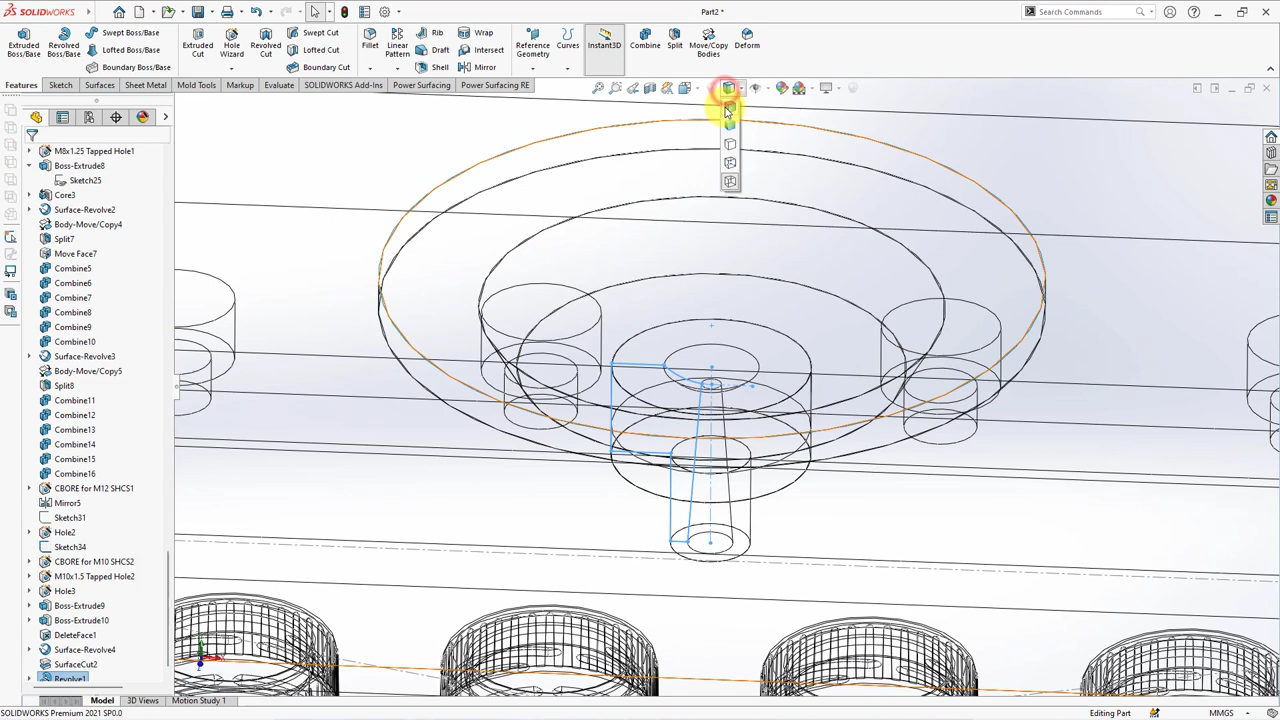 SOLIDWORKS
Part2 *
Search Commands
Extruded Boss/Base
Revolved Boss/Base
Swept Boss/Base
Lofted Boss/Base
Boundary Boss/Base
Extruded Cut
Hole Wizard
Revolved Cut
Swept Cut
Lofted Cut
Boundary Cut
Fillet
Linear Pattern
Rib
Draft
Shell
Wrap
Intersect
Mirror
Reference Geometry
Curves
Instant3D
Combine
Split
Move/Copy Bodies
Deform
Features
Sketch
Surfaces
Sheet Metal
Mold Tools
Markup
Evaluate
SOLIDWORKS Add-Ins
Power Surfacing
Power Surfacing RE
M8x1.25 Tapped Hole1
Boss-Extrude8
Sketch25
Core3
Surface-Revolve2
Body-Move/Copy4
Split7
Move Face7
Combine5
Combine6
Combine7
Combine8
Combine9
Combine10
Surface-Revolve3
Body-Move/Copy5
Split8
Combine11
Combine12
Combine13
Combine14
Combine15
Combine16
CBORE for M12 SHCS1
Mirror5
Sketch31
Hole2
Sketch34
CBORE for M10 SHCS2
M10x1.5 Tapped Hole2
Hole3
Boss-Extrude9
Boss-Extrude10
DeleteFace1
Surface-Revolve4
SurfaceCut2
Revolve1
Model
3D Views
Motion Study 1
SOLIDWORKS Premium 2021 SP0.0
Editing Part
MMGS